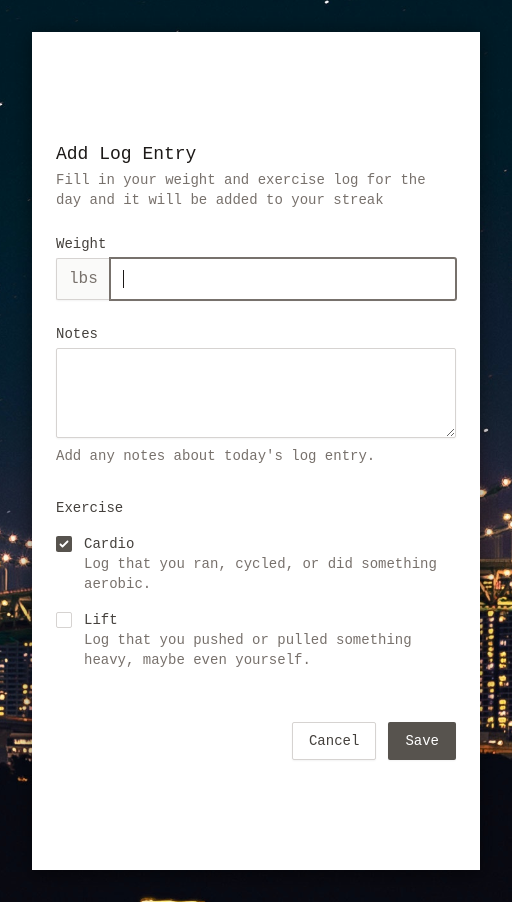 Add Log Entry
Fill in your weight and exercise log for the
day and it will be added to your streak
Weight
lbs
Notes
Add any notes about today's log entry.
Exercise
Cardio
Log that you ran, cycled, or did something
aerobic.
Lift
Log that you pushed or pulled something
heavy, maybe even yourself.
Cancel Save